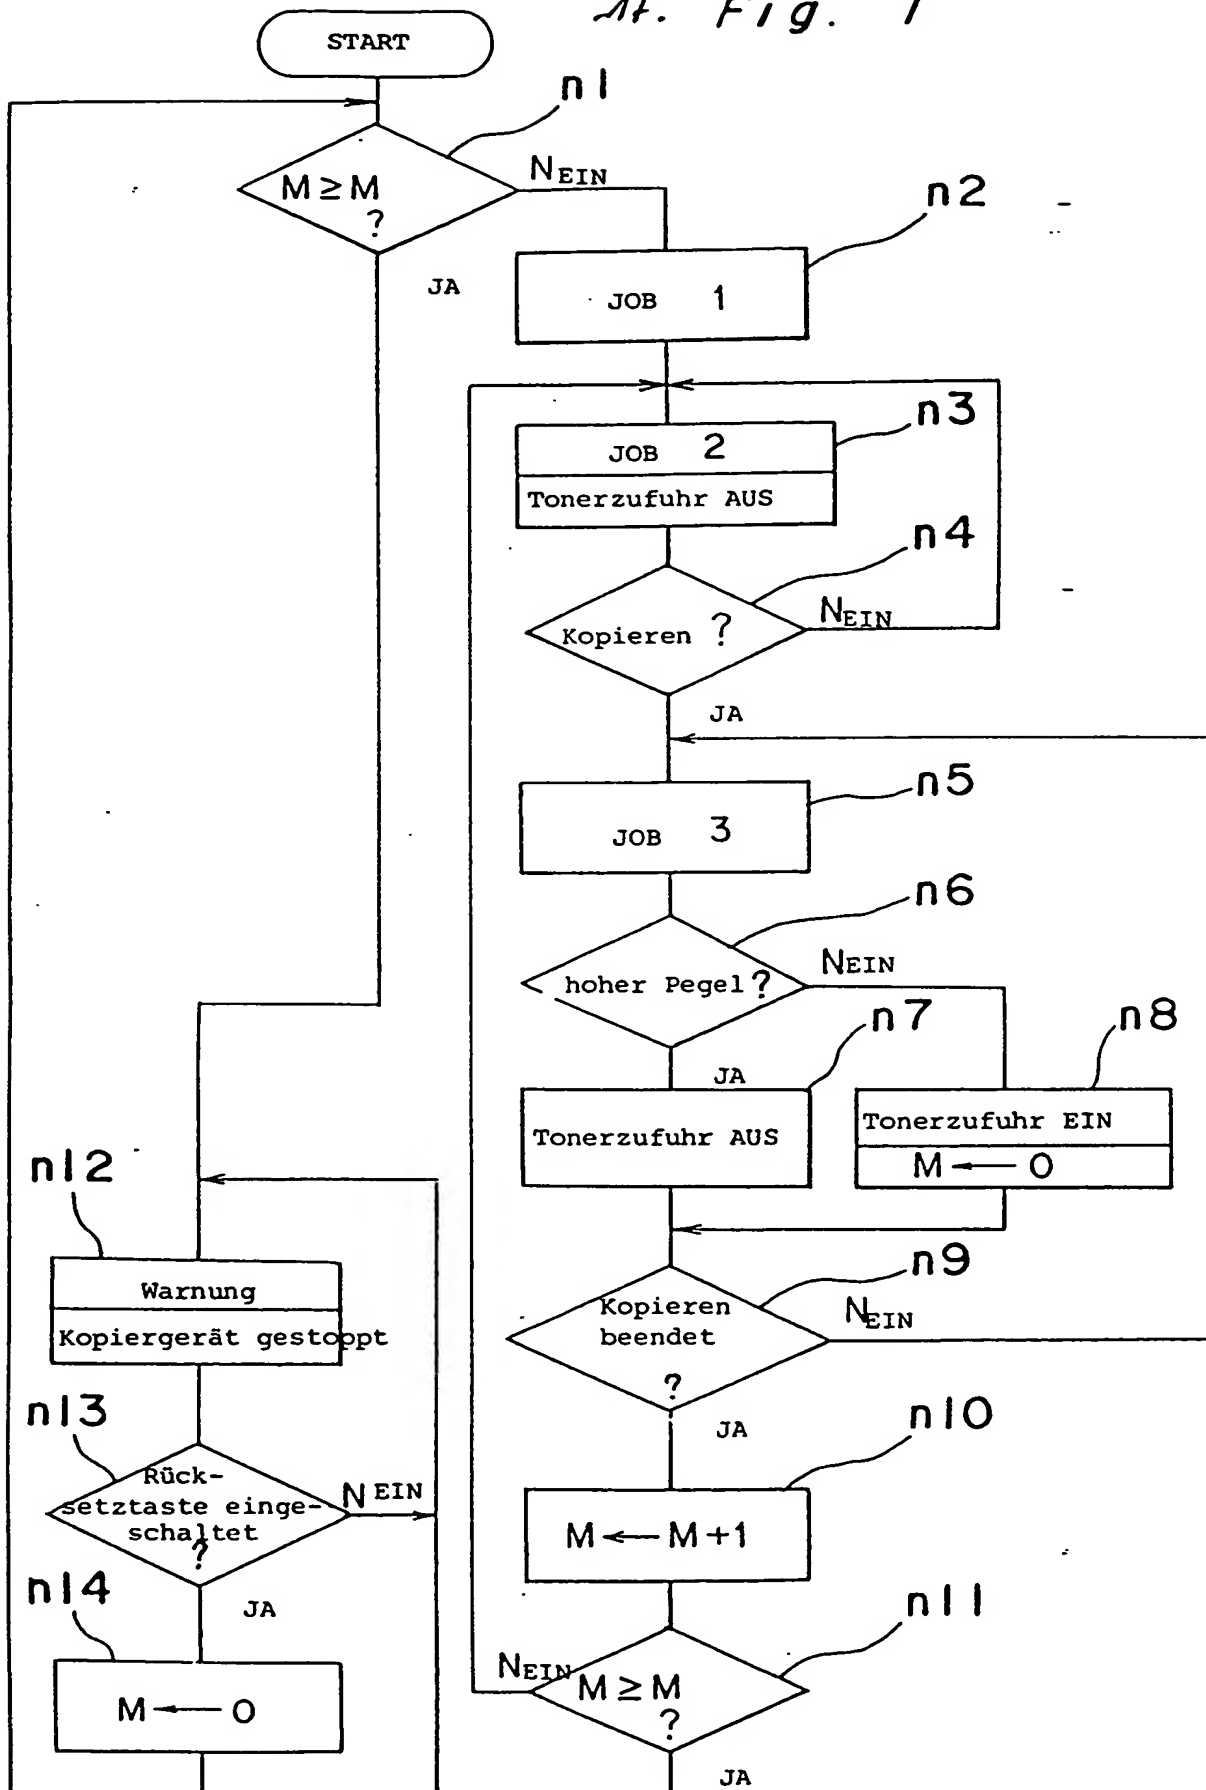 Fig. 1
START
n1
M ≥ M
?
NEIN
JA
n2
JOB 1
n3
JOB 2
Tonerzufuhr AUS
n4
Kopieren ?
NEIN
JA
n5
JOB 3
n6
hoher Pegel ?
NEIN
JA
n7
Tonerzufuhr AUS
n8
Tonerzufuhr EIN
M ← 0
n9
Kopieren
beendet
?
NEIN
JA
n10
M ← M+1
n11
M ≥ M
?
NEIN
JA
n12
Warnung
Kopiergerät gestoppt
n13
Rück-
setztaste einge-
schaltet
?
NEIN
JA
n14
M ← 0